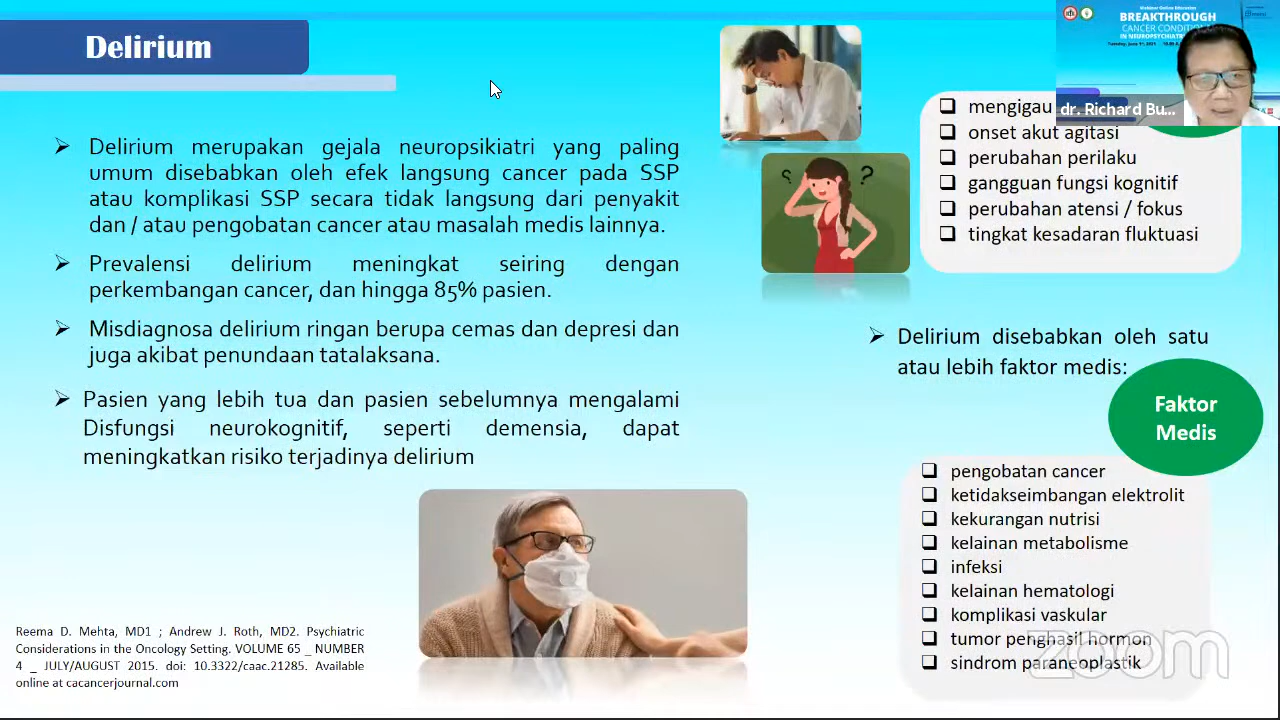 Delirium
Delirium merupakan gejala neuropsikiatri yang paling
umum disebabkan oleh efek langsung cancer pada SSP
atau komplikasi SSP secara tidak langsung dari penyakit
dan / atau pengobatan cancer atau masalah medis lainnya.
Prevalensi delirium meningkat seiring dengan
perkembangan cancer, dan hingga 85% pasien.
Misdiagnosa delirium ringan berupa cemas dan depresi dan
juga akibat penundaan tatalaksana.
Pasien yang lebih tua dan pasien sebelumnya mengalami
Disfungsi neurokognitif, seperti demensia, dapat
meningkatkan risiko terjadinya delirium
Reema D. Mehta, MD1 ; Andrew J. Roth, MD2. Psychiatric
Considerations in the Oncology Setting. VOLUME 65 _ NUMBER
4 _ JULY/AUGUST 2015. doi: 10.3322/caac.21285. Available
online at cacancerjournal.com
? ?
Webinar Online Education
BREAKTHROUGH
CANCER CONDITION
IN NEUROPSYCHIATR
dr. Richard Bu...
mengigau
onset akut agitasi
perubahan perilaku
gangguan fungsi kognitif
perubahan atensi / fokus
tingkat kesadaran fluktuasi
Delirium disebabkan oleh satu
atau lebih faktor medis:
Faktor
Medis
pengobatan cancer
ketidakseimbangan elektrolit
kekurangan nutrisi
kelainan metabolisme
infeksi
kelainan hematologi
komplikasi vaskular
tumor penghasil hormon
sindrom paraneoplastik
zoom